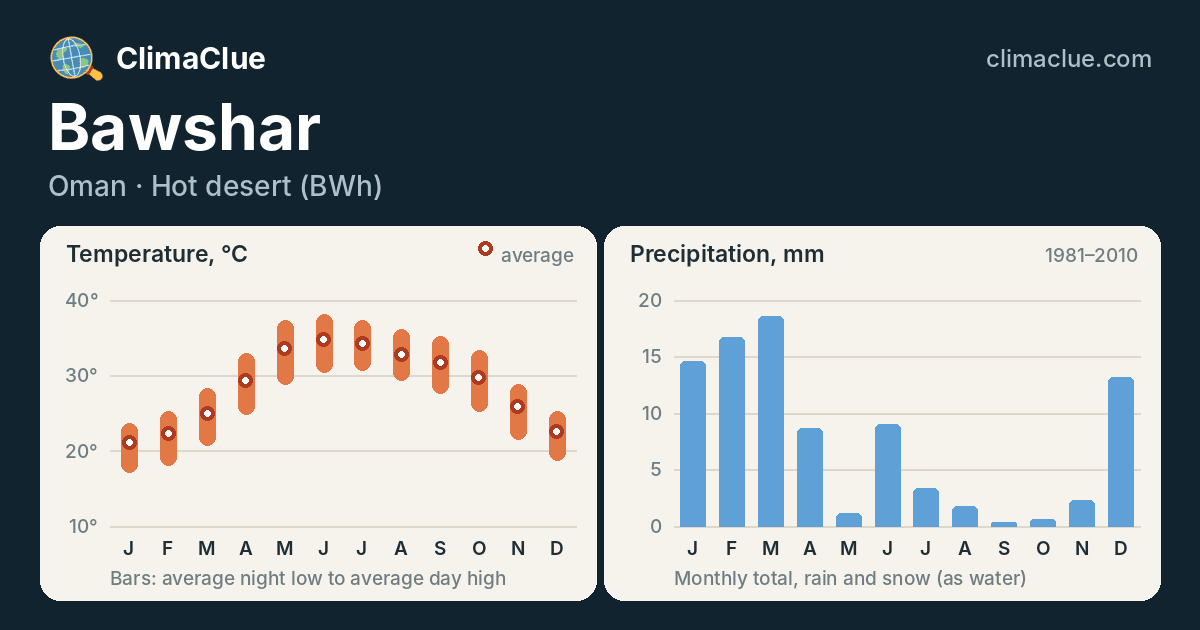 ClimaClue
climaclue.com
Bawshar
Oman · Hot desert (BWh)
Temperature, °C
average
40°
30°
20°
10°
J F M A M J J A S O N D
Bars: average night low to average day high
Precipitation, mm
1981–2010
20
15
10
5
0
J F M A M J J A S O N D
Monthly total, rain and snow (as water)